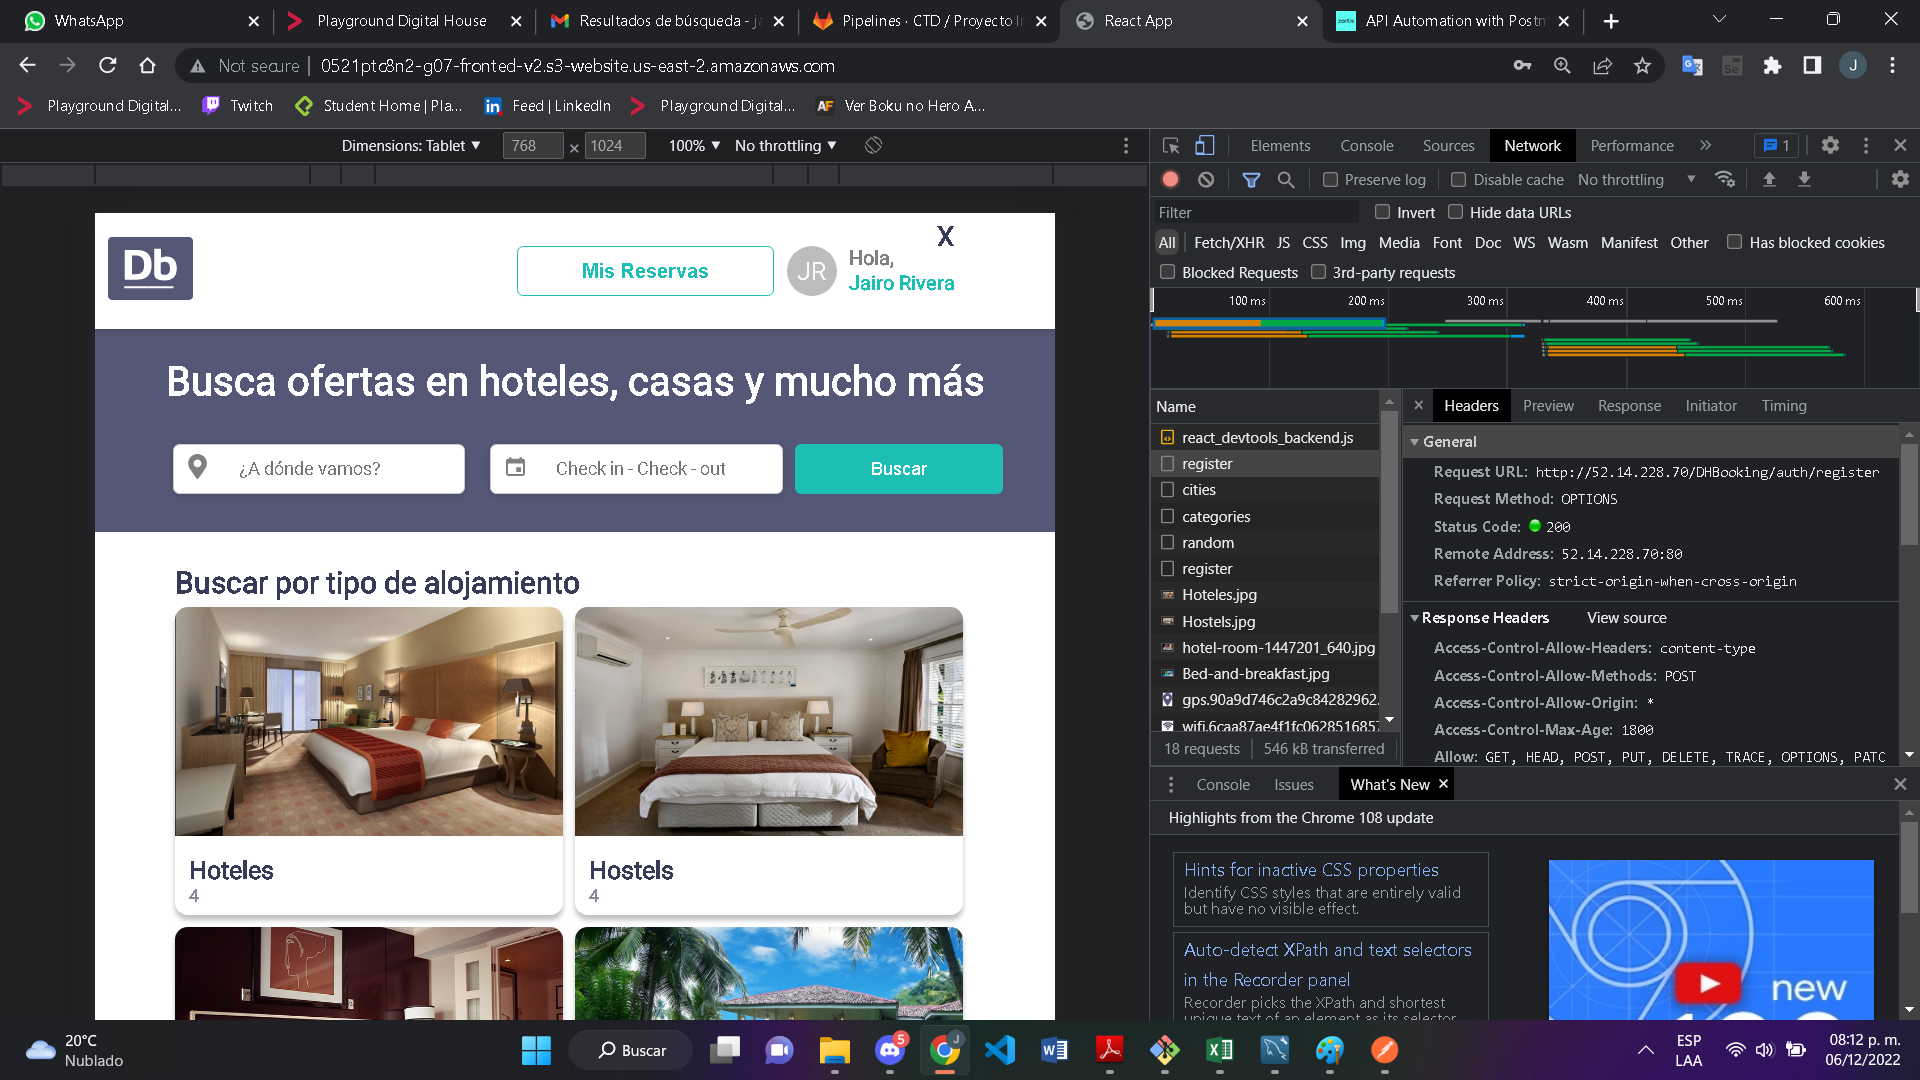 WhatsApp
Playground Digital House
Resultados de búsqueda - ja
Pipelines · CTD / Proyecto In
React App
API Automation with Postm
Not secure
0521ptc8n2-g07-fronted-v2.s3-website.us-east-2.amazonaws.com
J
Playground Digital...
Twitch
Student Home | Pla...
Feed | LinkedIn
Playground Digital...
Ver Boku no Hero A...
Dimensions: Tablet
768
×
1024
100%
No throttling
Elements
Console
Sources
Network
Performance
1
Preserve log
Disable cache
No throttling
Filter
Invert
Hide data URLs
All
Fetch/XHR
JS
CSS
Img
Media
Font
Doc
WS
Wasm
Manifest
Other
Has blocked cookies
Blocked Requests
3rd-party requests
100 ms
200 ms
300 ms
400 ms
500 ms
600 ms
Db
Mis Reservas
JR
Hola,
Jairo Rivera
X
Busca ofertas en hoteles, casas y mucho más
¿A dónde vamos?
Check in - Check - out
Buscar
Buscar por tipo de alojamiento
Hoteles
4
Hostels
4
Name
react_devtools_backend.js
register
cities
categories
random
register
Hoteles.jpg
Hostels.jpg
hotel-room-1447201_640.jpg
Bed-and-breakfast.jpg
gps.90a9d746c2a9c84282962.
wifi.6caa87ae4f1fc062851685
18 requests
546 kB transferred
Headers
Preview
Response
Initiator
Timing
General
Request URL: http://52.14.228.70/DHBooking/auth/register
Request Method: OPTIONS
Status Code: 200
Remote Address: 52.14.228.70:80
Referrer Policy: strict-origin-when-cross-origin
Response Headers
View source
Access-Control-Allow-Headers: content-type
Access-Control-Allow-Methods: POST
Access-Control-Allow-Origin: *
Access-Control-Max-Age: 1800
Allow: GET, HEAD, POST, PUT, DELETE, TRACE, OPTIONS, PATC
Console
Issues
What's New
Highlights from the Chrome 108 update
Hints for inactive CSS properties
Identify CSS styles that are entirely valid
but have no visible effect.
Auto-detect XPath and text selectors
in the Recorder panel
Recorder picks the XPath and shortest
unique text of an element as its selector
new
20°C
Nublado
Buscar
5
ESP
LAA
08:12 p. m.
06/12/2022